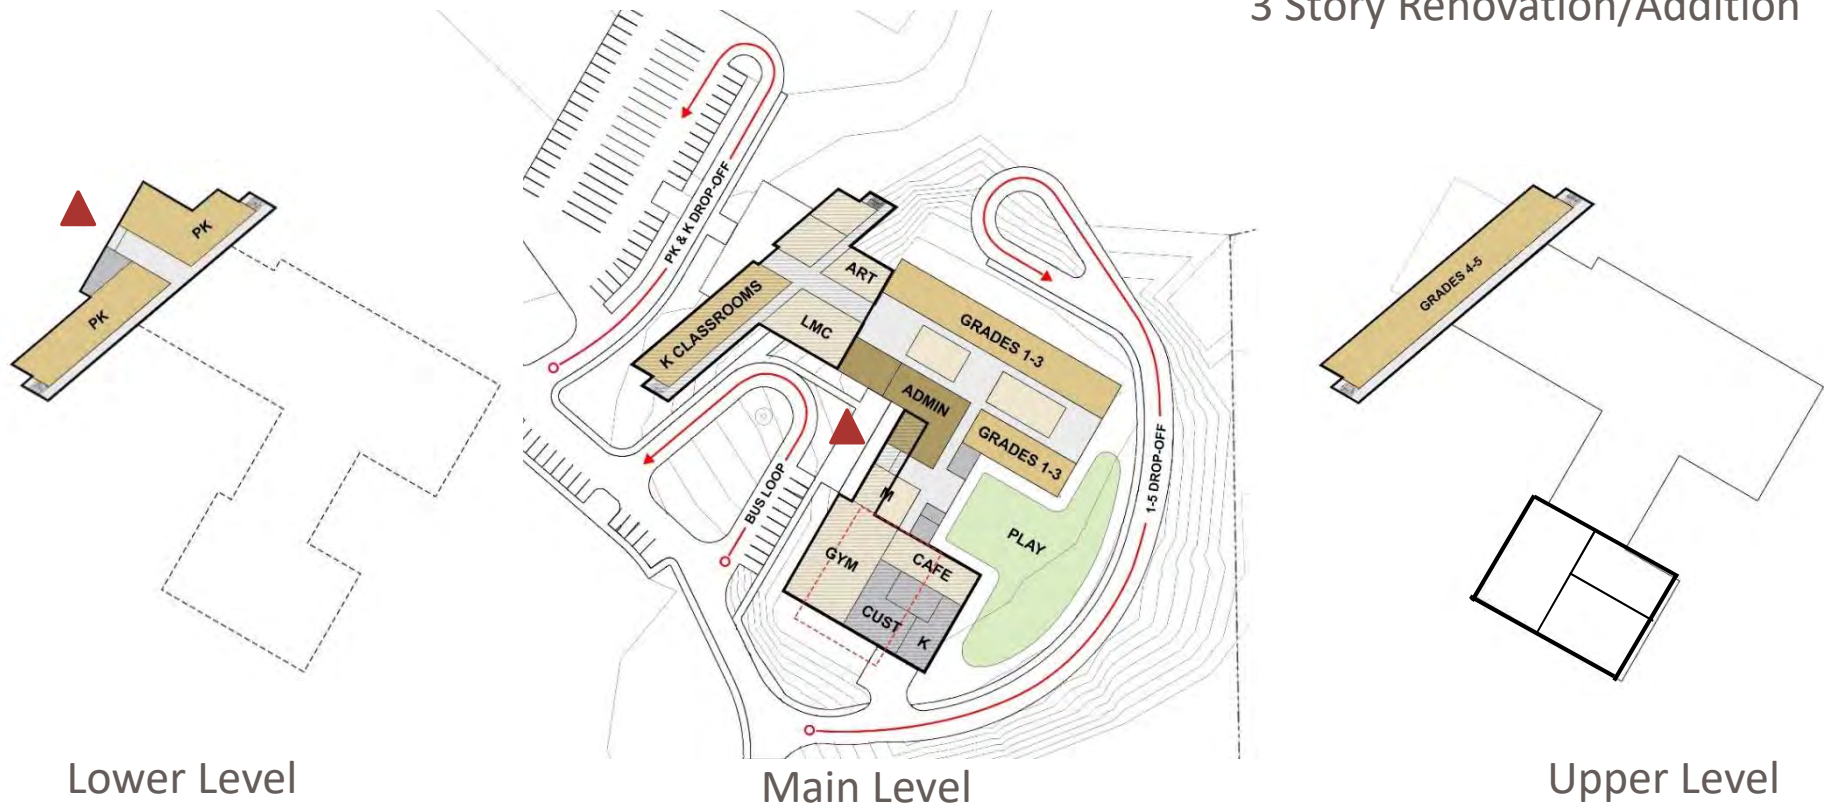 3 Story Renovation/Addition
PK
PK
PK & K DROP-OFF
K CLASSROOMS
ART
LMC
GRADES 1-3
ADMIN
GRADES 1-3
BUS LOOP
M
GYM
CAFE
CUST
K
PLAY
1-5 DROP-OFF
GRADES 4-5
Lower Level
Main Level
Upper Level